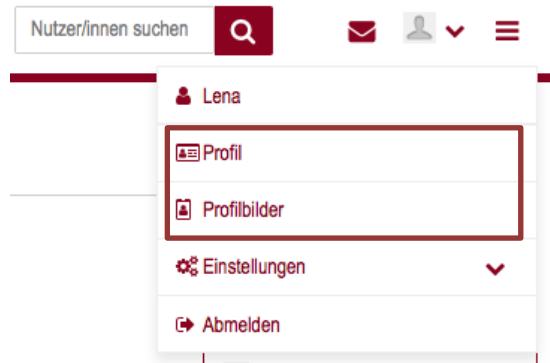 Nutzer/innen suchen
Lena
Profil
Profilbilder
Einstellungen
Abmelden